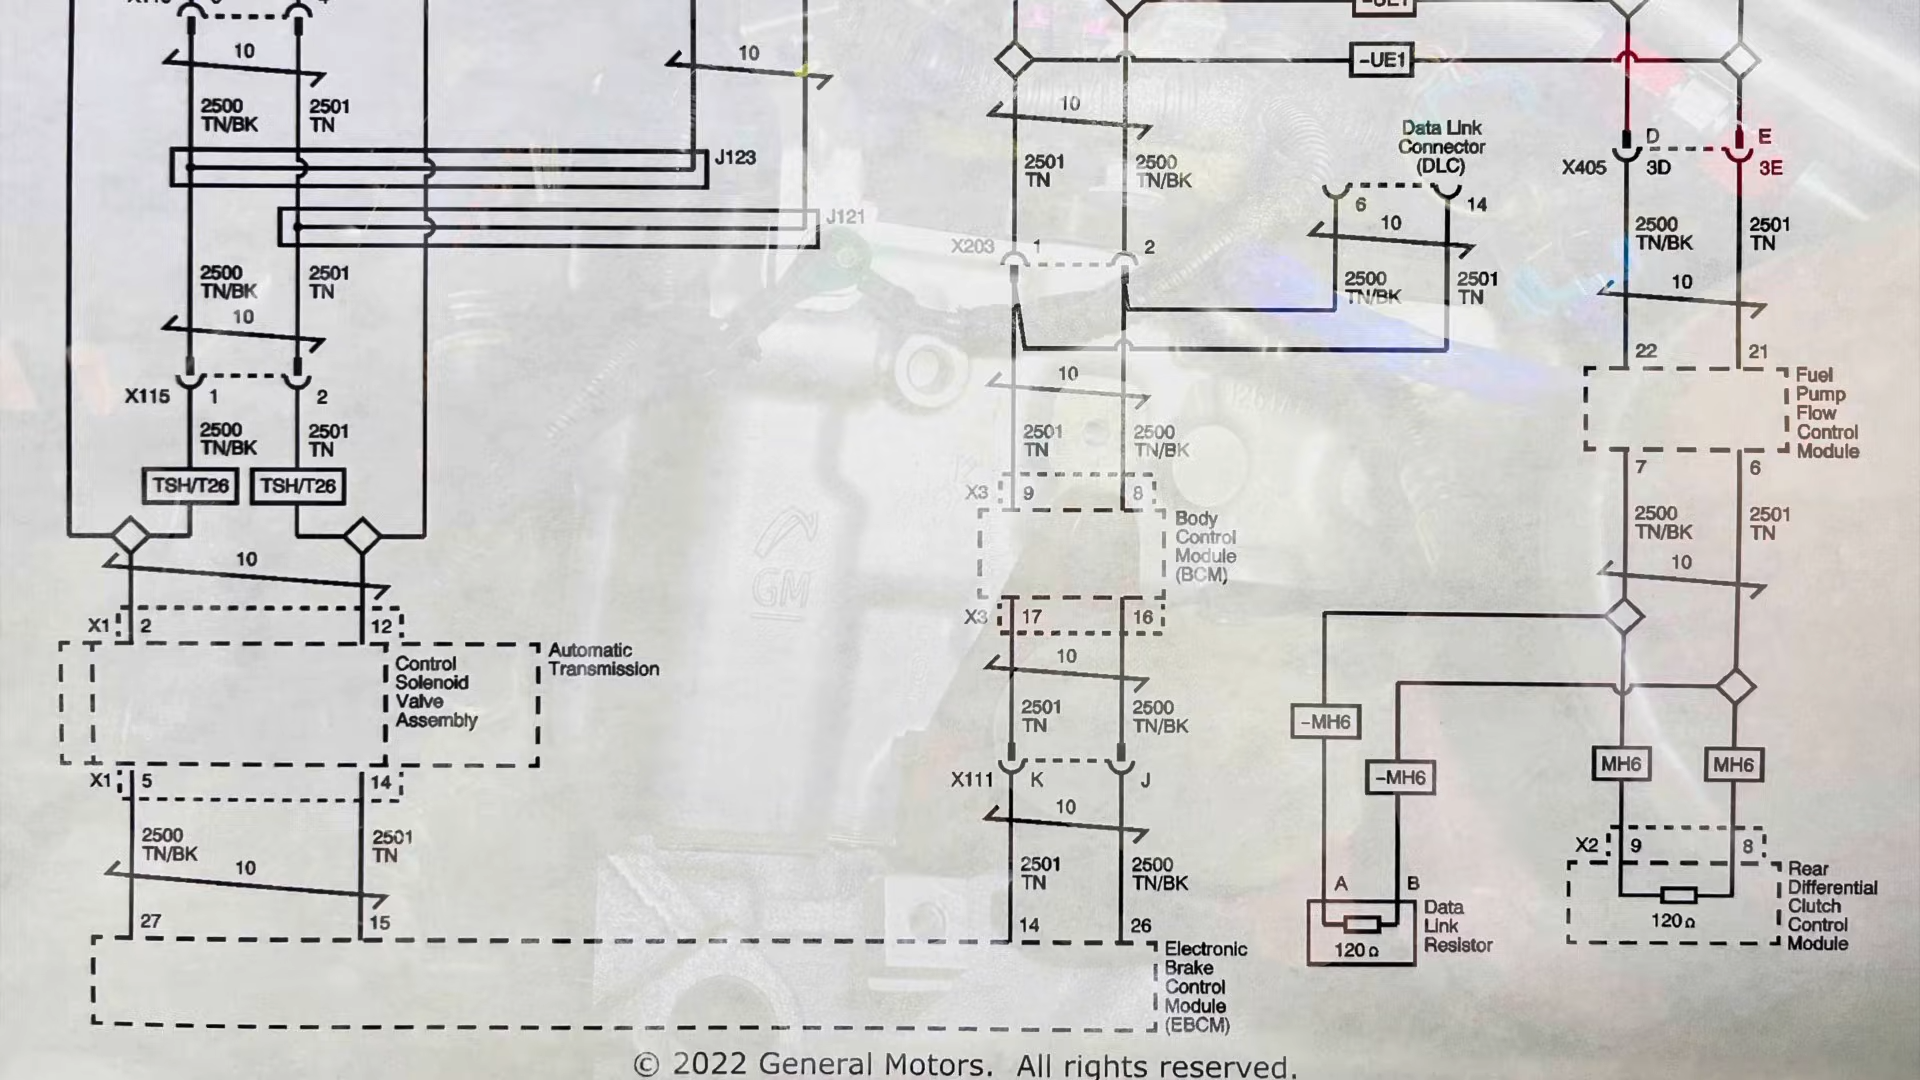 10
10
-UE1
10
2500
TN/BK
2501
TN
J123
J121
2501
TN
2500
TN/BK
Data Link
Connector
(DLC)
D
E
X405
3D
3E
6
14
10
X203
1
2
2500
TN/BK
2501
TN
10
2500
TN/BK
2501
TN
2500
TN/BK
2501
TN
10
22
21
X115
1
2
10
Fuel
Pump
Flow
Control
Module
2500
TN/BK
2501
TN
2501
TN
2500
TN/BK
7
6
TSH/T26
TSH/T26
X3
9
8
2500
TN/BK
2501
TN
10
Body
Control
Module
(BCM)
10
GM
X1
2
12
X3
17
16
10
Automatic
Transmission
Control
Solenoid
Valve
Assembly
2501
TN
2500
TN/BK
-MH6
-MH6
MH6
MH6
X1
5
14
X111
K
J
10
2500
TN/BK
2501
TN
10
2501
TN
2500
TN/BK
X2
9
8
Rear
Differential
Clutch
Control
Module
120Ω
A
B
Data
Link
Resistor
120Ω
27
15
14
26
Electronic
Brake
Control
Module
(EBCM)
© 2022 General Motors. All rights reserved.